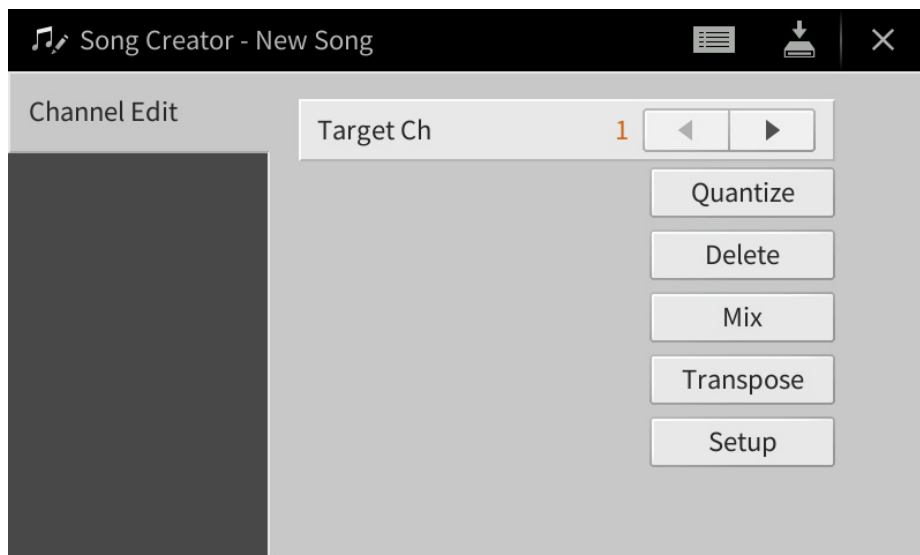 Song Creator - New Song
Channel Edit
Target Ch 1
Quantize
Delete
Mix
Transpose
Setup